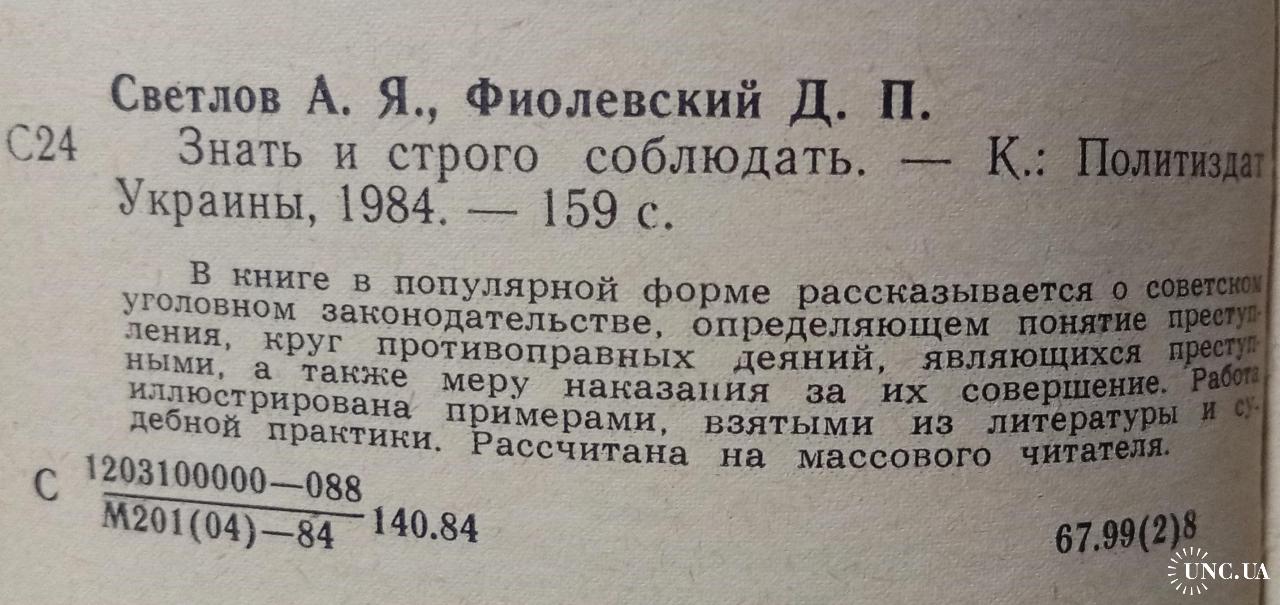 Светлов А. Я., Фиолевский Д. П.
С24 Знать и строго соблюдать. — К.: Политиздат
Украины, 1984. — 159 с.
В книге в популярной форме рассказывается о советском
уголовном законодательстве, определяющем понятие преступ-
ления, круг противоправных деяний, являющихся преступ-
ными, а также меру наказания за их совершение. Работа
иллюстрирована примерами, взятыми из литературы и су-
дебной практики. Рассчитана на массового читателя.
С 1203100000—088
М201(04)—84 140.84
67.99(2)8
UNC.UA